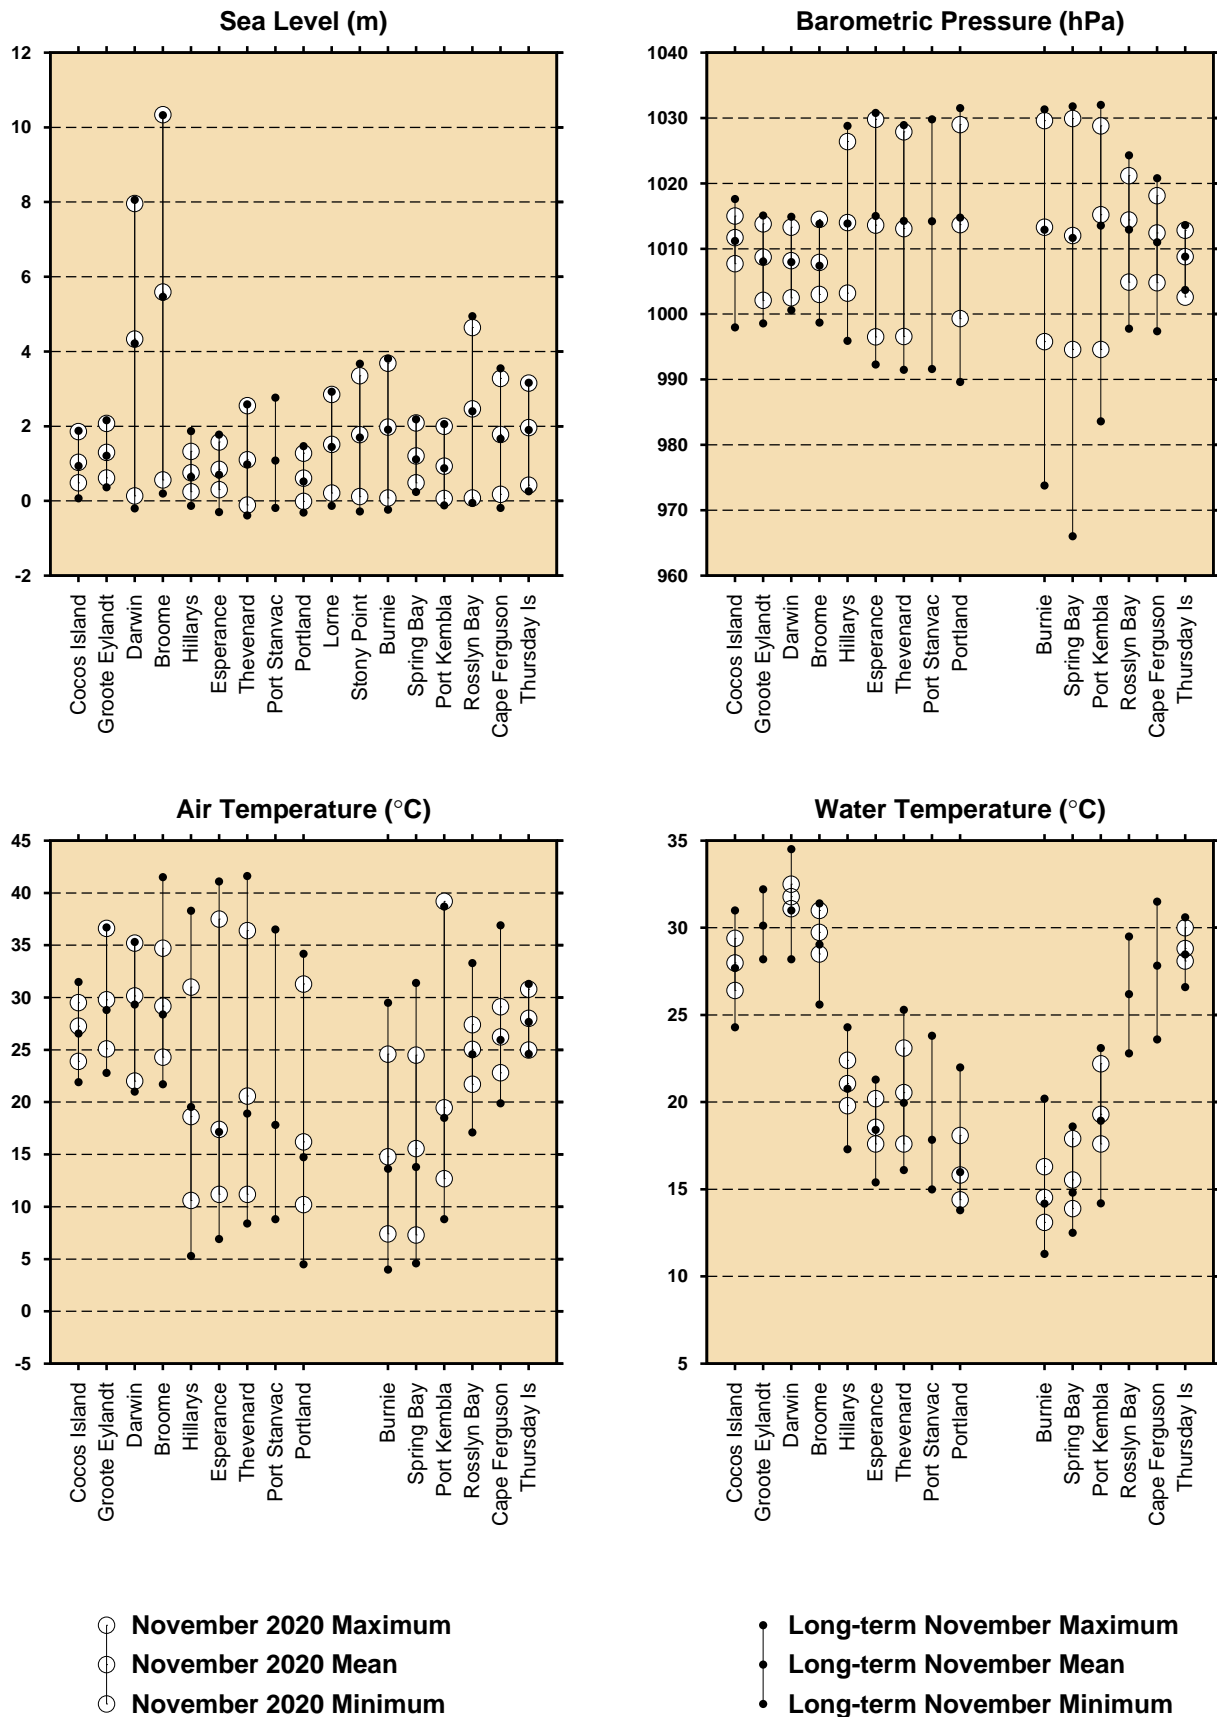 Sea Level (m)
12
10
8
6
4
2
0
-2
Cocos Island
Groote Eylandt
Darwin
Broome
Hillarys
Esperance
Thevenard
Port Stanvac
Portland
Lorne
Stony Point
Burnie
Spring Bay
Port Kembla
Rosslyn Bay
Cape Ferguson
Thursday Is
Barometric Pressure (hPa)
1040
1030
1020
1010
1000
990
980
970
960
Cocos Island
Groote Eylandt
Darwin
Broome
Hillarys
Esperance
Thevenard
Port Stanvac
Portland
Burnie
Spring Bay
Port Kembla
Rosslyn Bay
Cape Ferguson
Thursday Is
Air Temperature (°C)
45
40
35
30
25
20
15
10
5
0
-5
Cocos Island
Groote Eylandt
Darwin
Broome
Hillarys
Esperance
Thevenard
Port Stanvac
Portland
Burnie
Spring Bay
Port Kembla
Rosslyn Bay
Cape Ferguson
Thursday Is
Water Temperature (°C)
35
30
25
20
15
10
5
Cocos Island
Groote Eylandt
Darwin
Broome
Hillarys
Esperance
Thevenard
Port Stanvac
Portland
Burnie
Spring Bay
Port Kembla
Rosslyn Bay
Cape Ferguson
Thursday Is
November 2020 Maximum
November 2020 Mean
November 2020 Minimum
Long-term November Maximum
Long-term November Mean
Long-term November Minimum